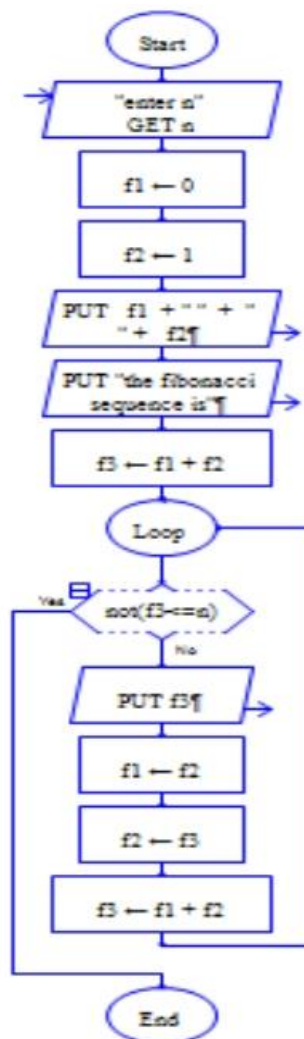 Start
"enter n"
GET n
f1 ← 0
f2 ← 1
PUT f1 + " " + "
" + f2¶
PUT "the fibonacci
sequence is"¶
f3 ← f1 + f2
Loop
Yes
not(f3<=n)
No
PUT f3¶
f1 ← f2
f2 ← f3
f3 ← f1 + f2
End